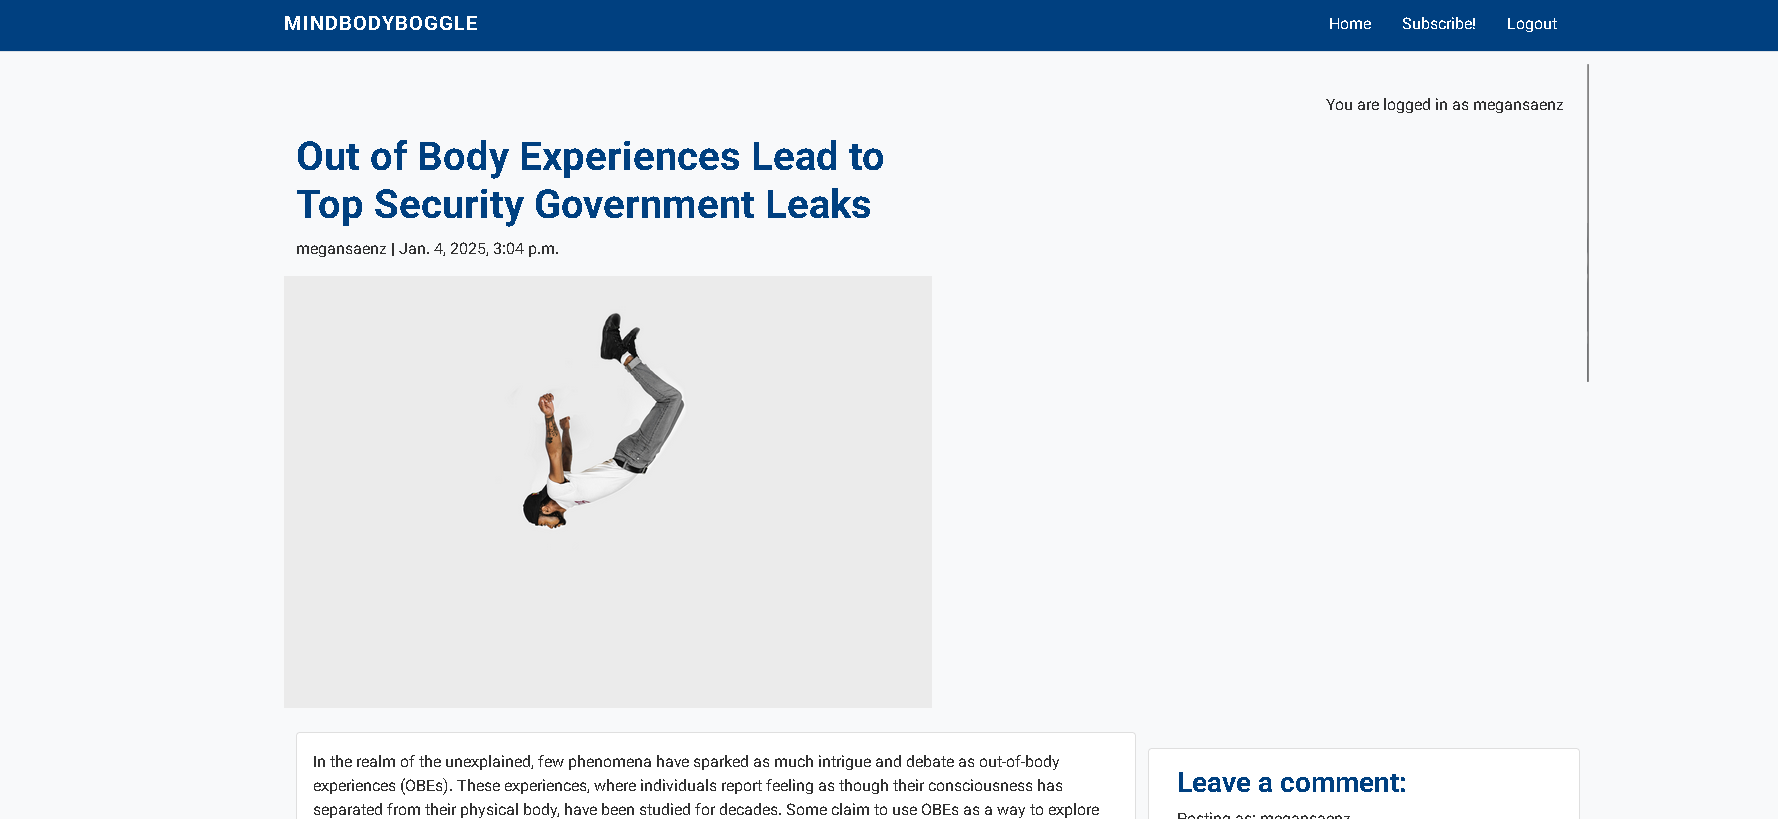 MINDBODYBOGGLE
Home Subscribe! Logout
You are logged in as megansaenz
Out of Body Experiences Lead to
Top Security Government Leaks
megansaenz | Jan. 4, 2025, 3:04 p.m.
In the realm of the unexplained, few phenomena have sparked as much intrigue and debate as out-of-body
experiences (OBEs). These experiences, where individuals report feeling as though their consciousness has
separated from their physical body, have been studied for decades. Some claim to use OBEs as a way to explore
Leave a comment:
Posting as: megansaenz